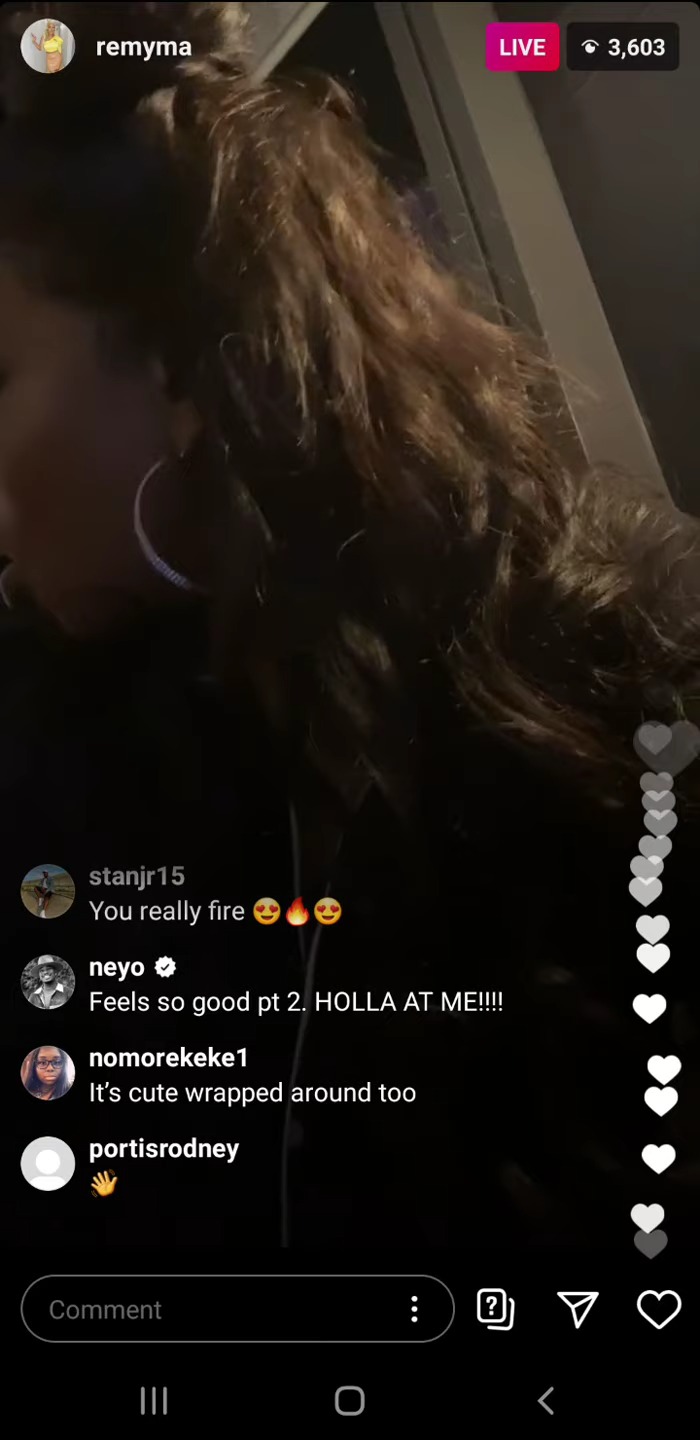 remyma
LIVE
3,603
stanjr15
You really fire 😍🔥😍
neyo
Feels so good pt 2. HOLLA AT ME!!!!
nomorekeke1
It’s cute wrapped around too
portisrodney
👋
Comment
?